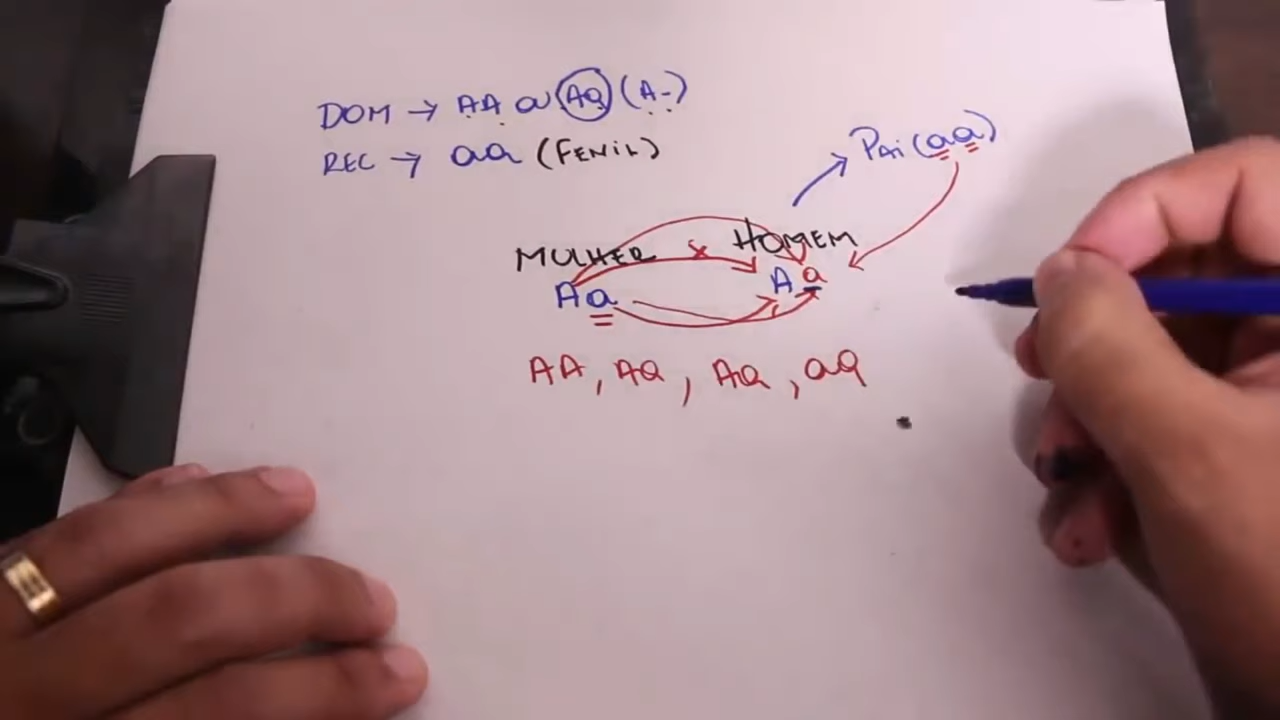 DOM → AA ou Aa (A-)
REC → aa (FENIL)
PAi (aa)
MULHER x HOMEM
Aa Aa
AA, Aa, Aa, aa